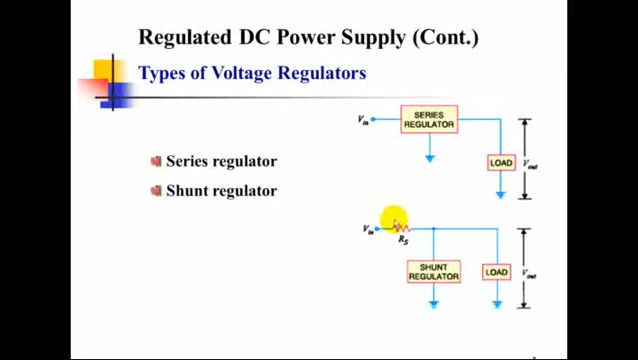 Regulated DC Power Supply (Cont.)
Types of Voltage Regulators
Series regulator
Shunt regulator
Vin
SERIES
REGULATOR
LOAD
Vout
Vin
RS
SHUNT
REGULATOR
LOAD
Vout